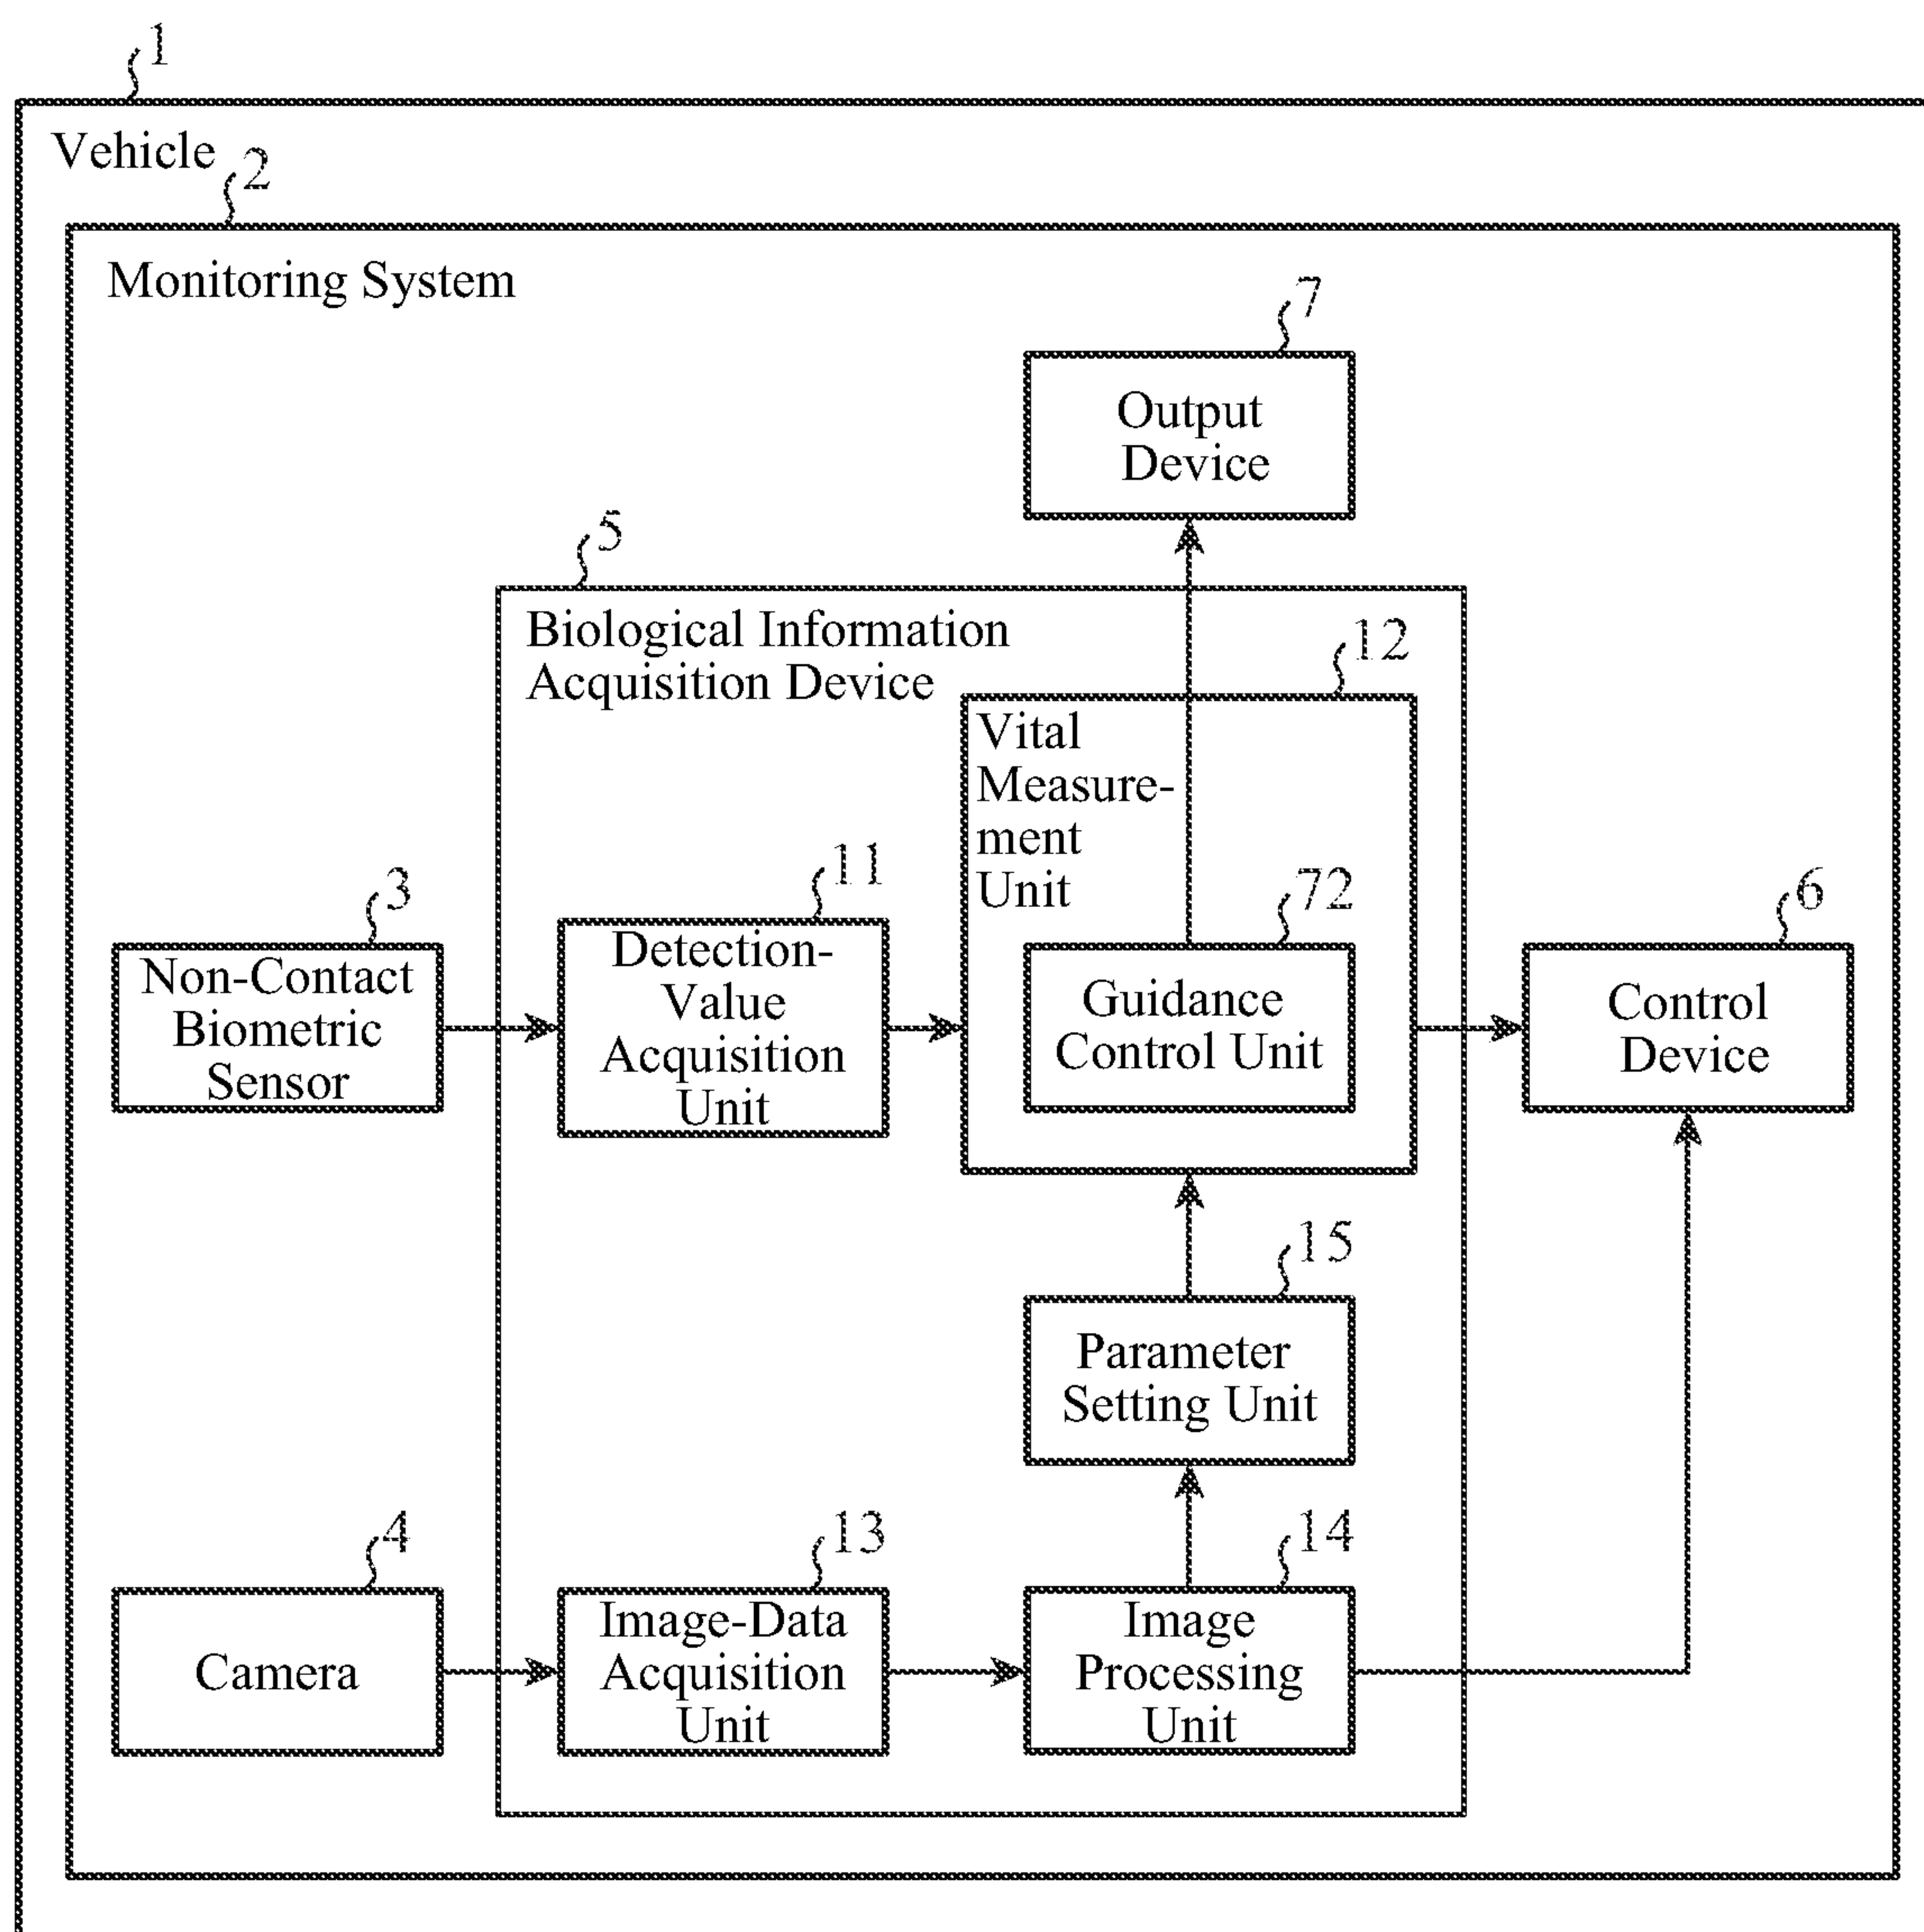 1
Vehicle
2
Monitoring System
7
Output
Device
5
Biological Information
Acquisition Device
12
Vital
Measure-
ment
Unit
3
Non-Contact
Biometric
Sensor
11
Detection-
Value
Acquisition
Unit
72
Guidance
Control Unit
6
Control
Device
15
Parameter
Setting Unit
4
Camera
13
Image-Data
Acquisition
Unit
14
Image
Processing
Unit